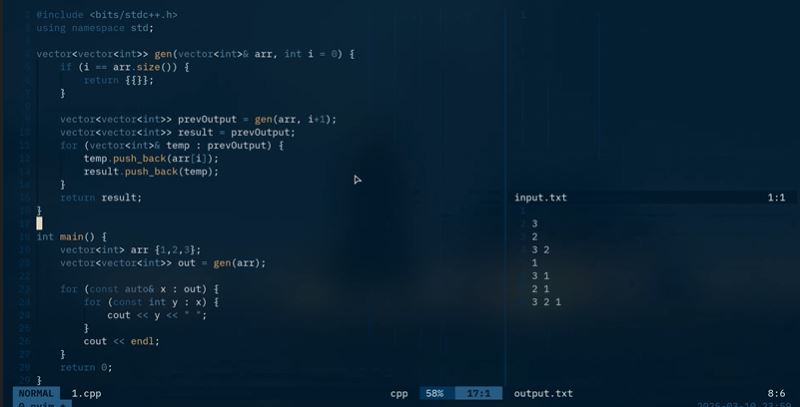 #include <bits/stdc++.h>
using namespace std;
vector<vector<int>> gen(vector<int>& arr, int i = 0) {
if (i == arr.size()) {
return {{}};
}
vector<vector<int>> prevOutput = gen(arr, i+1);
vector<vector<int>> result = prevOutput;
for (vector<int>& temp : prevOutput) {
temp.push_back(arr[i]);
result.push_back(temp);
}
return result;
}
int main() {
vector<int> arr {1,2,3};
vector<vector<int>> out = gen(arr);
for (const auto& x : out) {
for (const int y : x) {
cout << y << " ";
}
cout << endl;
}
return 0;
}
NORMAL 1.cpp cpp 58% 17:1
1
input.txt 1:1
3
2
3 2
1
3 1
2 1
3 2 1
output.txt 8:6